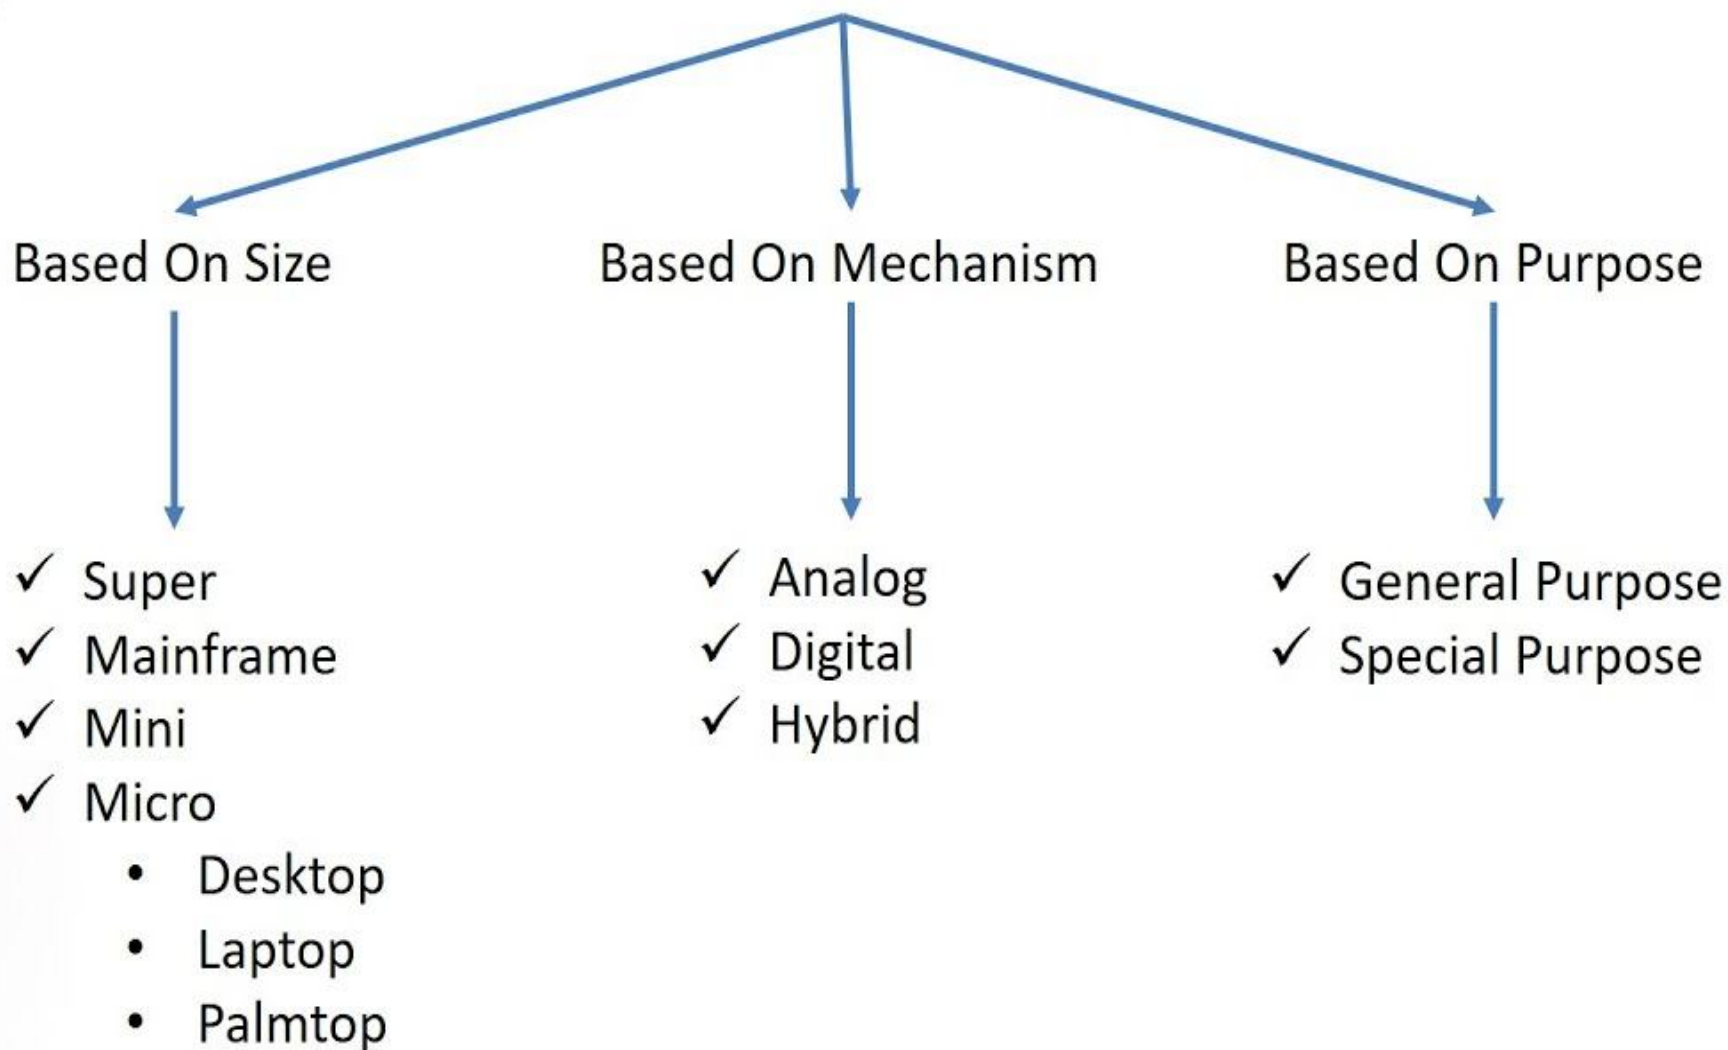 Based On Size
Based On Mechanism
Based On Purpose
✓ Super
✓ Mainframe
✓ Mini
✓ Micro
• Desktop
• Laptop
• Palmtop
✓ Analog
✓ Digital
✓ Hybrid
✓ General Purpose
✓ Special Purpose